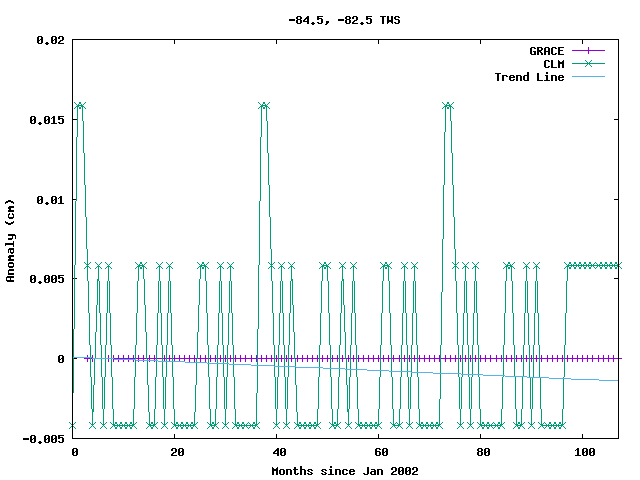 -84.5, -82.5 TWS
GRACE
CLM
Trend Line
0.02
0.015
0.01
0.005
0
-0.005
Anomaly (cm)
0 20 40 60 80 100
Months since Jan 2002